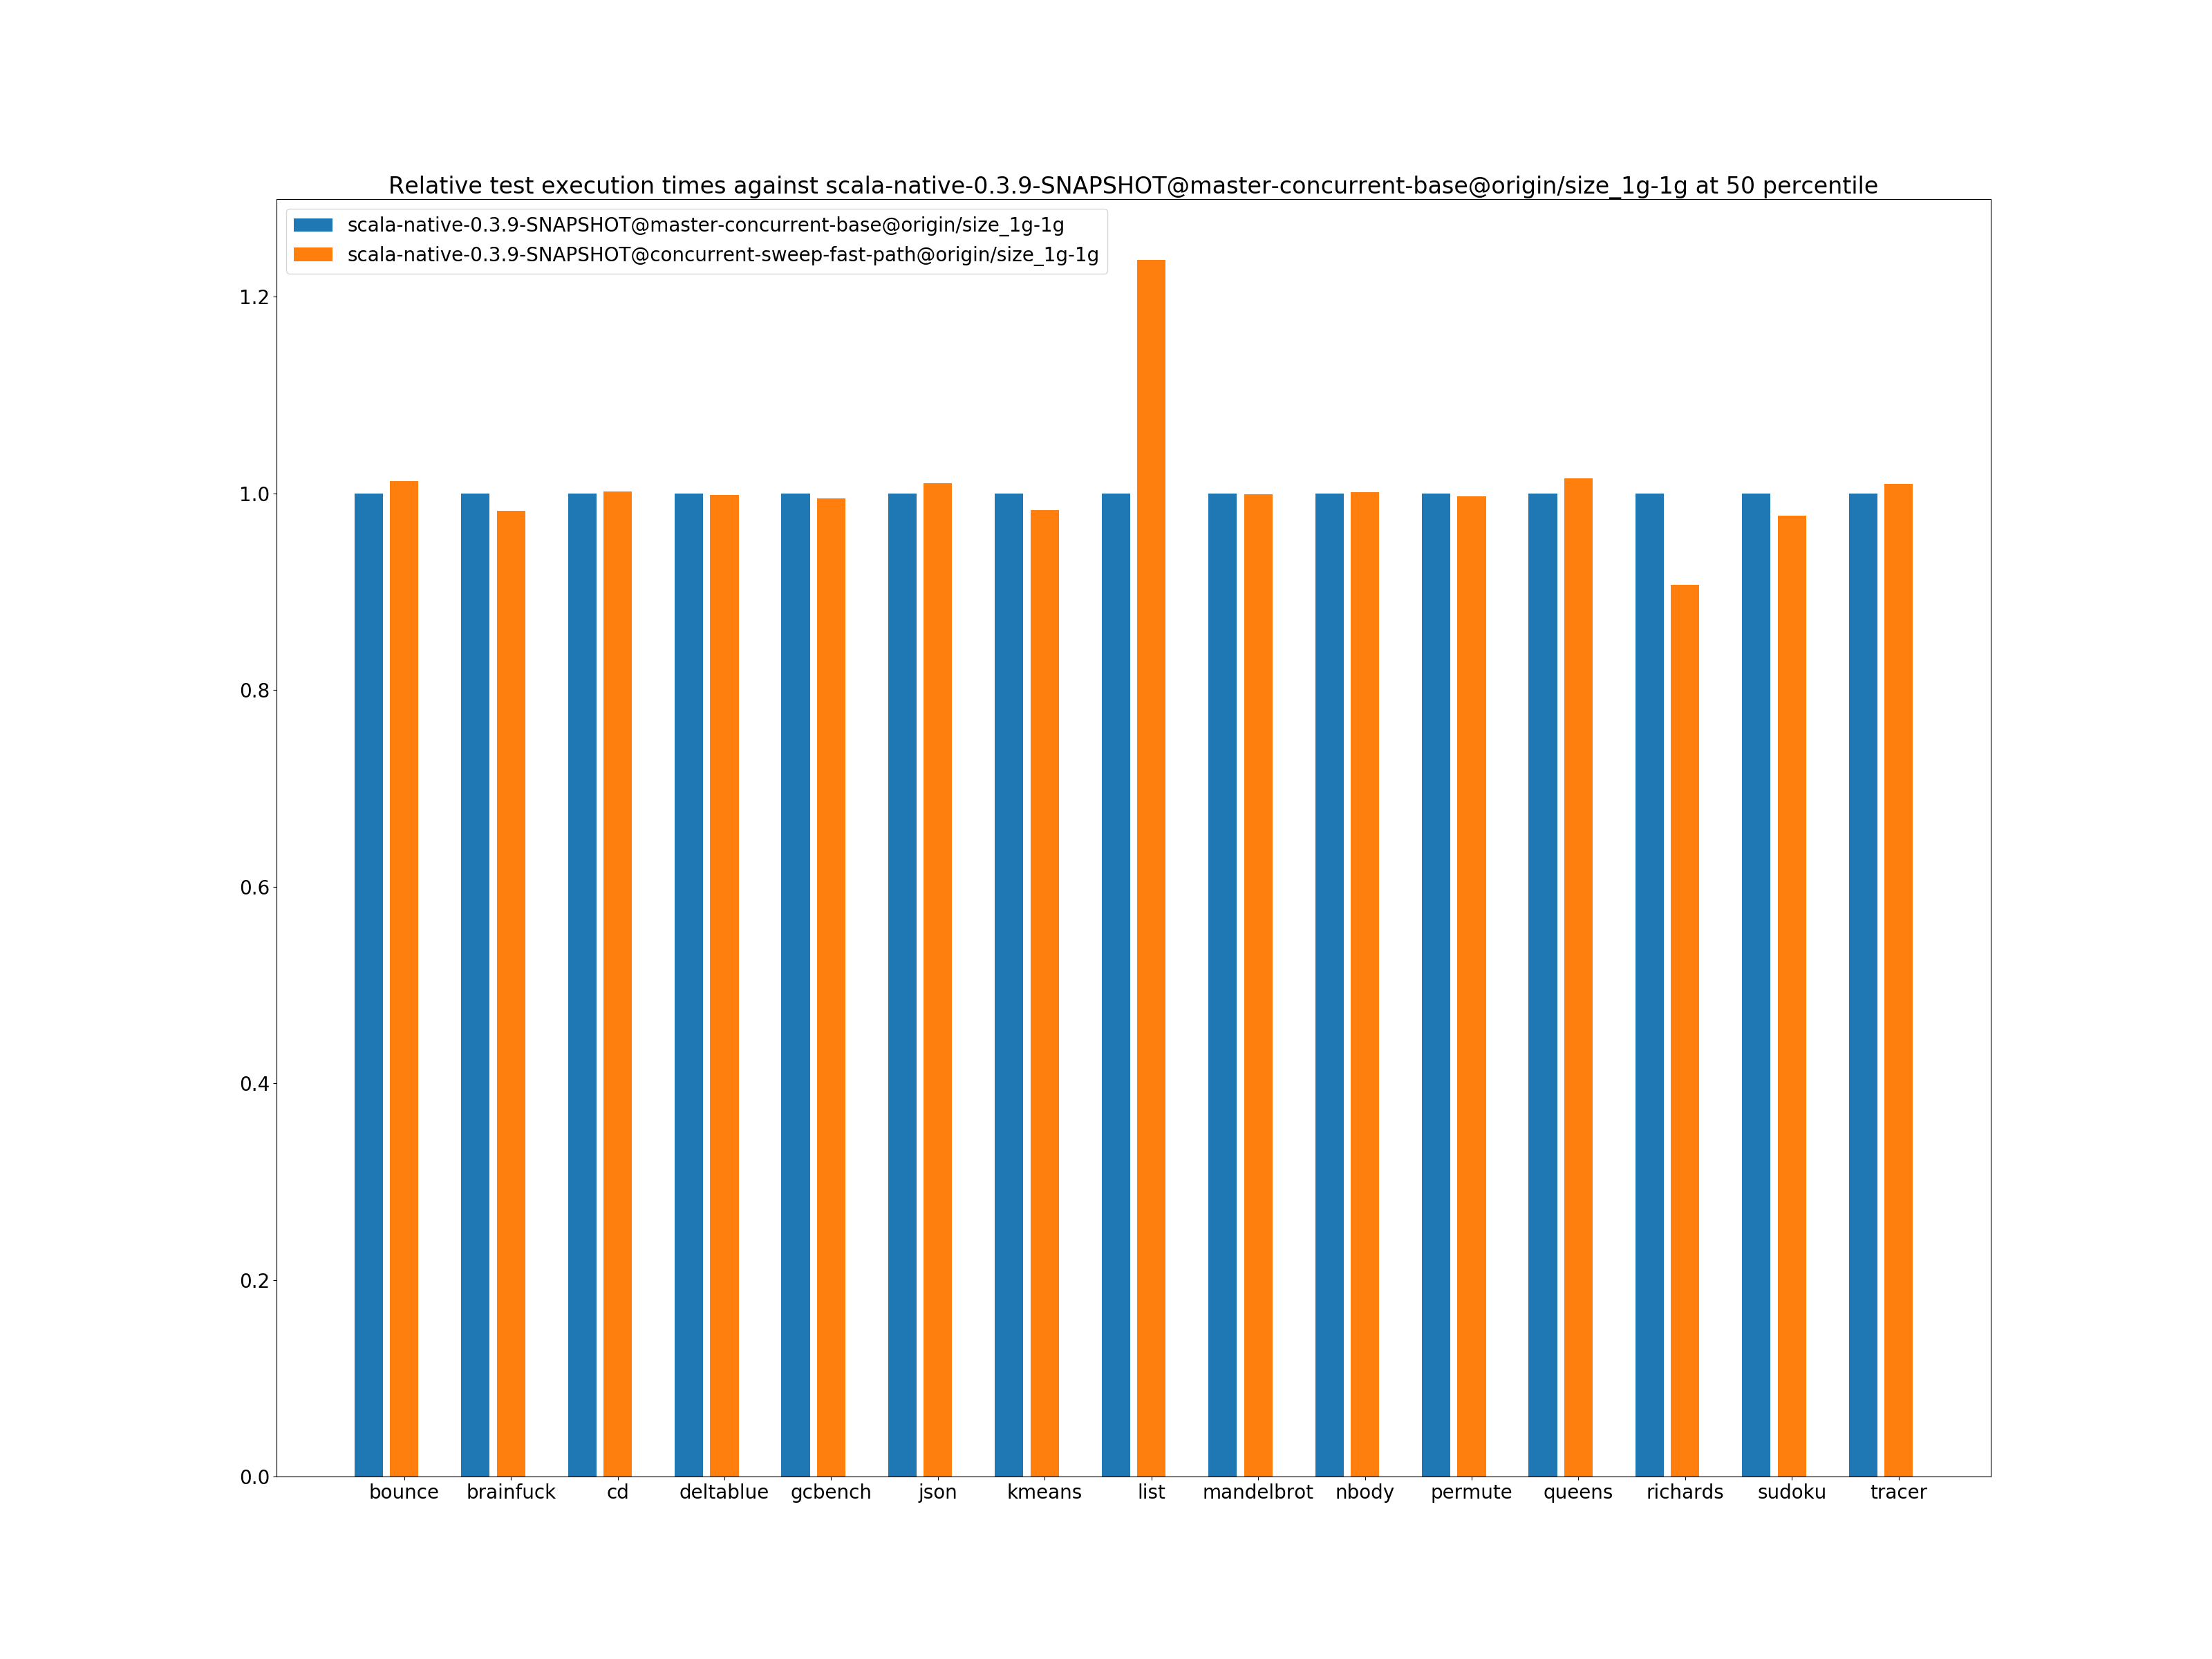 Relative test execution times against scala-native-0.3.9-SNAPSHOT@master-concurrent-base@origin/size_1g-1g at 50 percentile
scala-native-0.3.9-SNAPSHOT@master-concurrent-base@origin/size_1g-1g
scala-native-0.3.9-SNAPSHOT@concurrent-sweep-fast-path@origin/size_1g-1g
1.2
1.0
0.8
0.6
0.4
0.2
0.0
bounce brainfuck cd deltablue gcbench json kmeans list mandelbrot nbody permute queens richards sudoku tracer